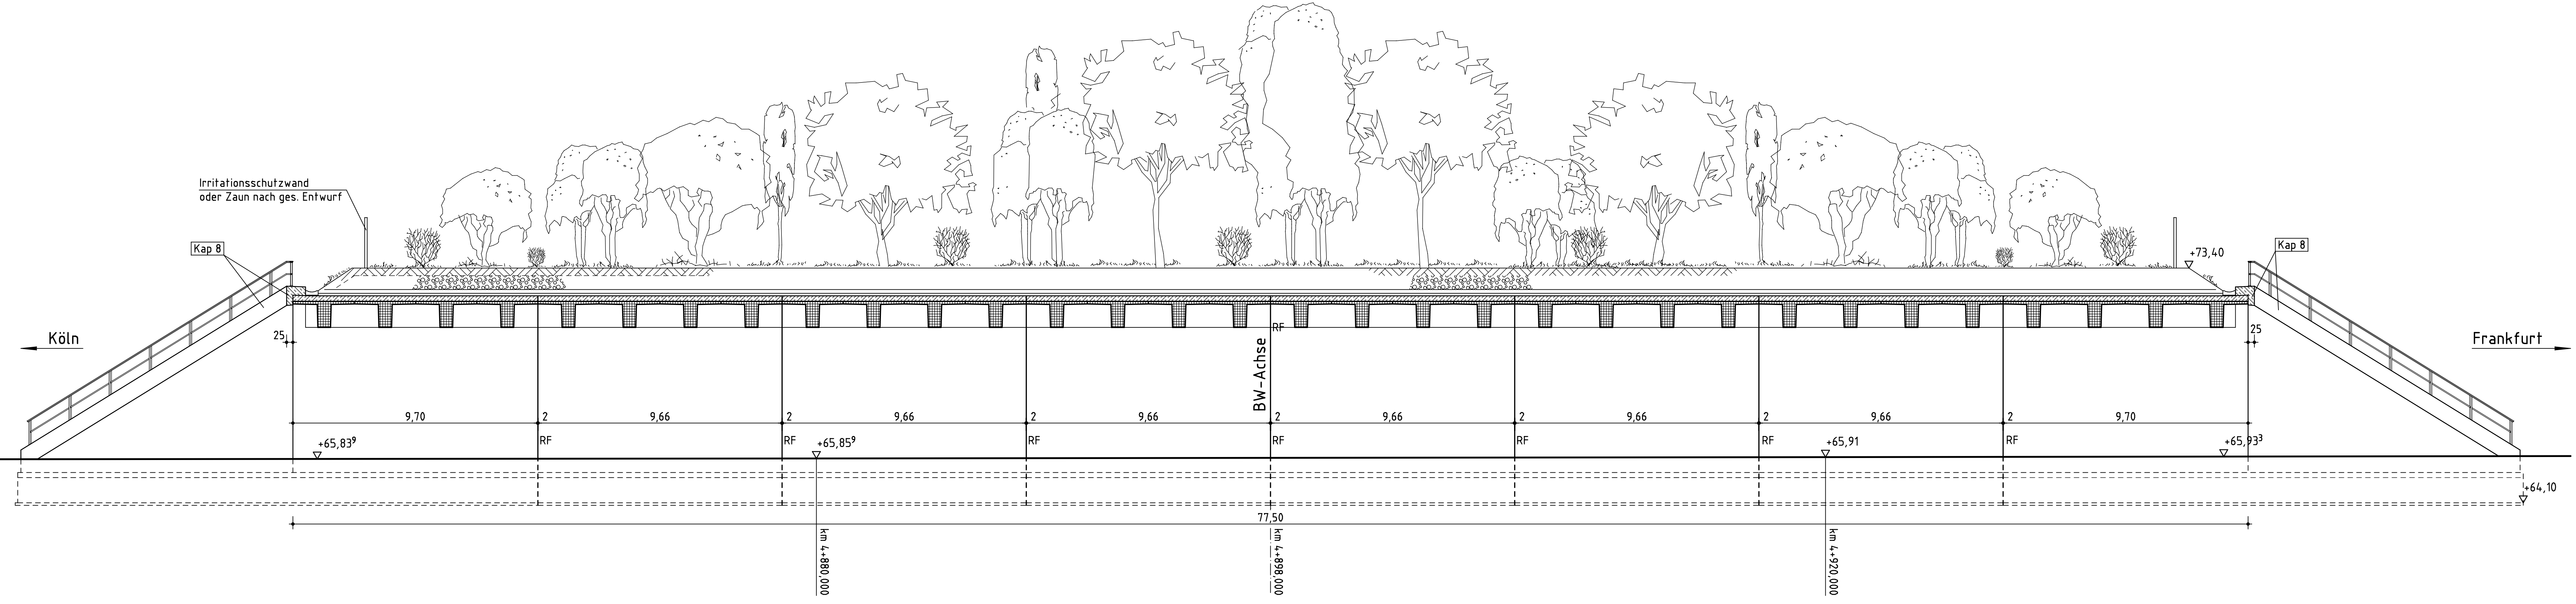 Irritationsschutzwand
oder Zaun nach ges. Entwurf
Kap 8
Kap 8
+73,40
Köln
25
RF
BW-Achse
25
Frankfurt
9,70 2 9,66 2 9,66 2 9,66 2 9,66 2 9,66 2 9,66 2 9,70
+65,83⁹ RF RF +65,85⁹ RF RF RF RF +65,91 RF +65,93³
+64,10
77,50
km 4+880,000
km 4+898,000
km 4+920,000